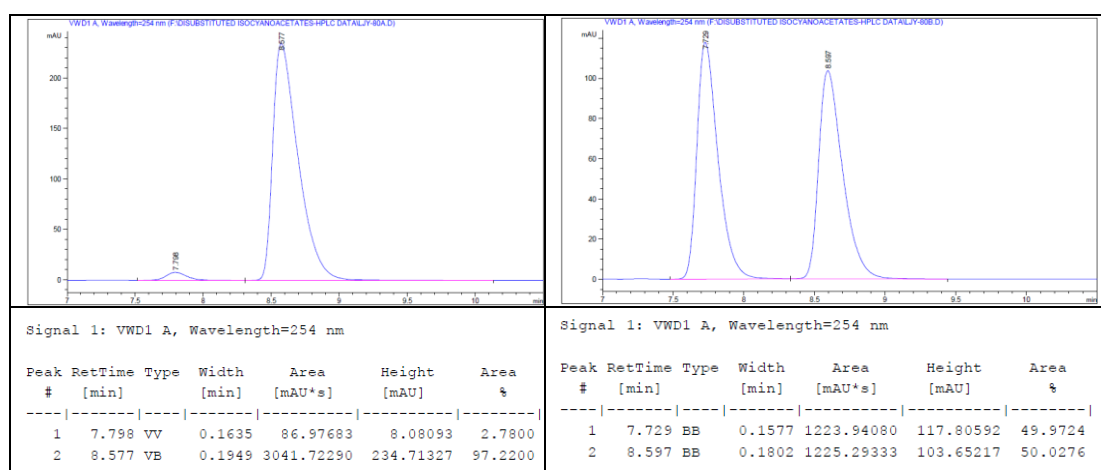 VWD1 A, Wavelength=254 nm (F:\DISUBSTITUTED ISOCYANOACETATES-HPLC DATA\LJY-80A.D)
mAU
200
150
100
50
0
7.798
8.577
7 7.5 8 8.5 9 9.5 10 min
VWD1 A, Wavelength=254 nm (F:\DISUBSTITUTED ISOCYANOACETATES-HPLC DATA\LJY-80B.D)
mAU
100
80
60
40
20
0
7.729
8.597
7 7.5 8 8.5 9 9.5 10 min
Signal 1: VWD1 A, Wavelength=254 nm
Peak RetTime Type Width Area Height Area
# [min] [min] [mAU*s] [mAU] %
----|-------|----|-------|----------|----------|--------|
1 7.798 VV 0.1635 86.97683 8.08093 2.7800
2 8.577 VB 0.1949 3041.72290 234.71327 97.2200
Signal 1: VWD1 A, Wavelength=254 nm
Peak RetTime Type Width Area Height Area
# [min] [min] [mAU*s] [mAU] %
----|-------|----|-------|----------|----------|--------|
1 7.729 BB 0.1577 1223.94080 117.80592 49.9724
2 8.597 BB 0.1802 1225.29333 103.65217 50.0276